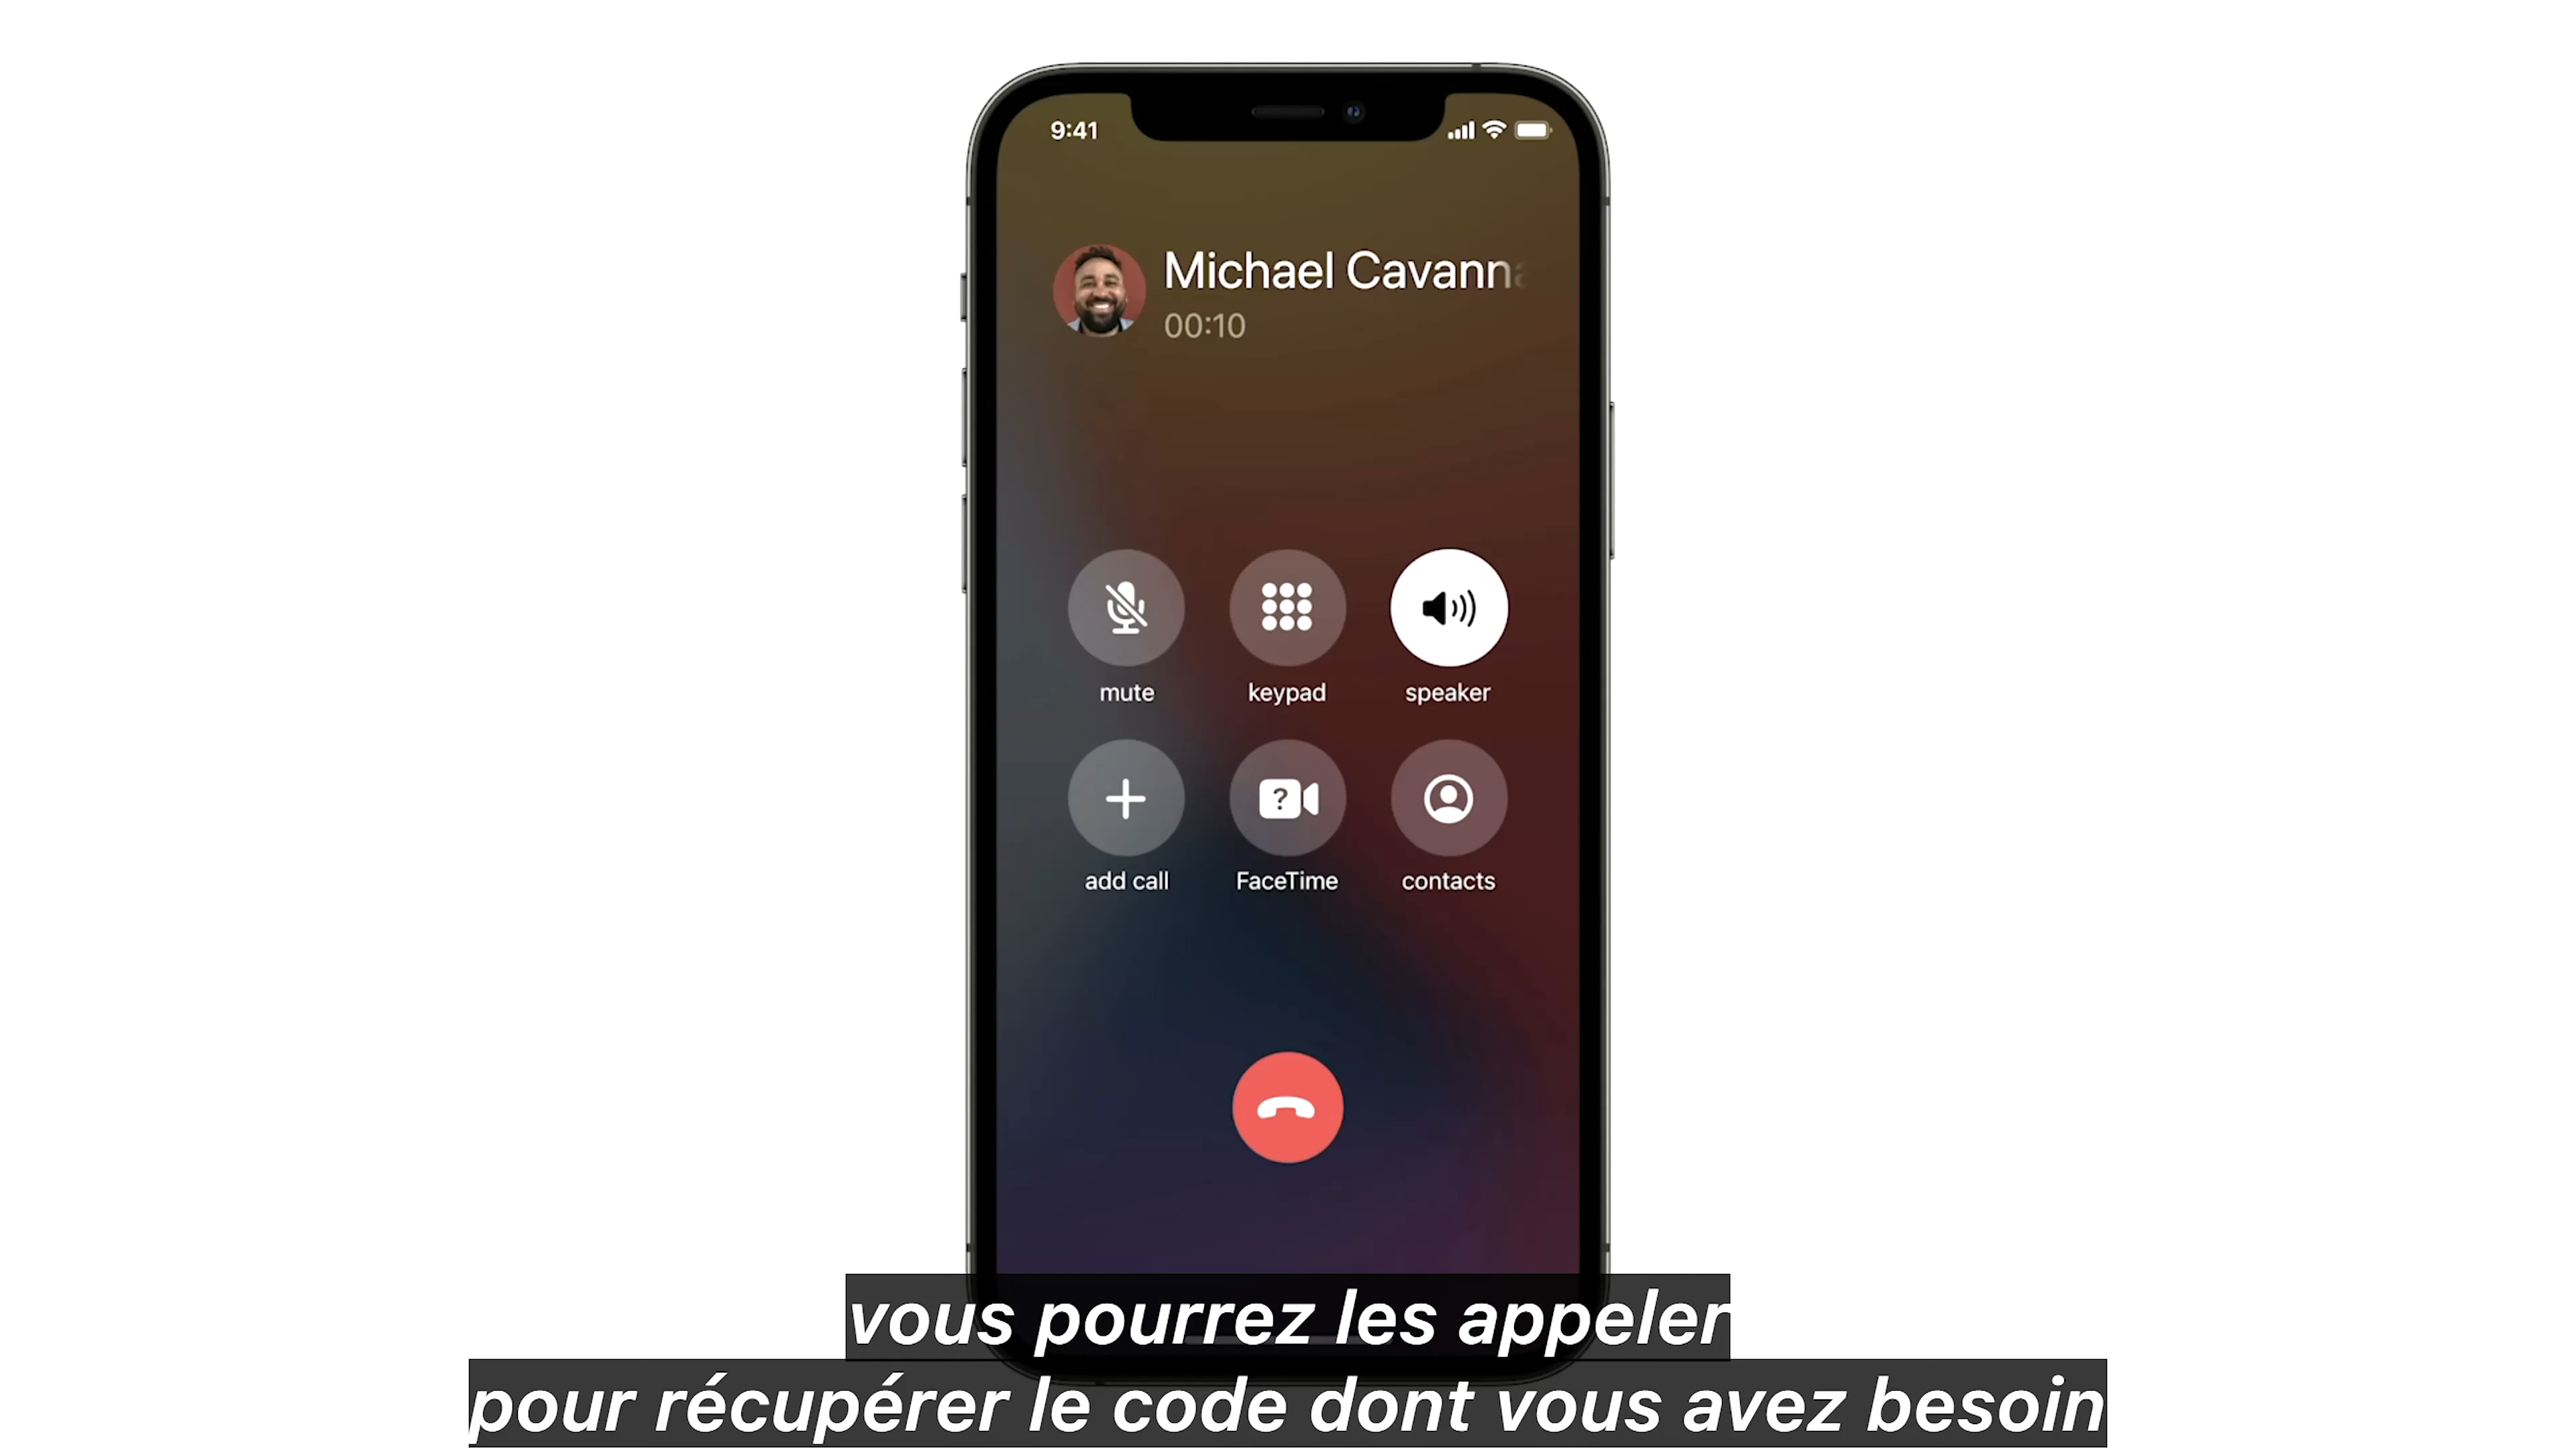 9:41
Michael Cavanna
00:10
mute keypad speaker
?
add call FaceTime contacts
vous pourrez les appeler
pour récupérer le code dont vous avez besoin